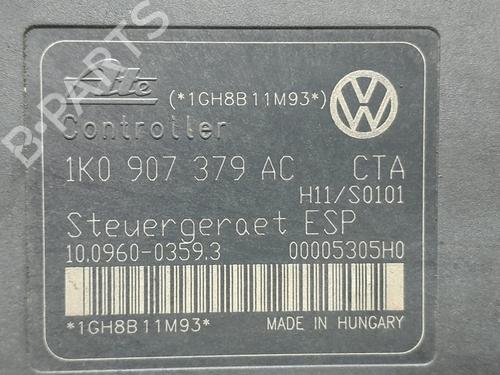 Ate (*1GH8B11M93*)
Controller
1K0 907 379 AC CTA
H11/S0101
Steuergeraet ESP
10.0960-0359.3 00005305H0
*1GH8B11M93* MADE IN HUNGARY
B-PARTS